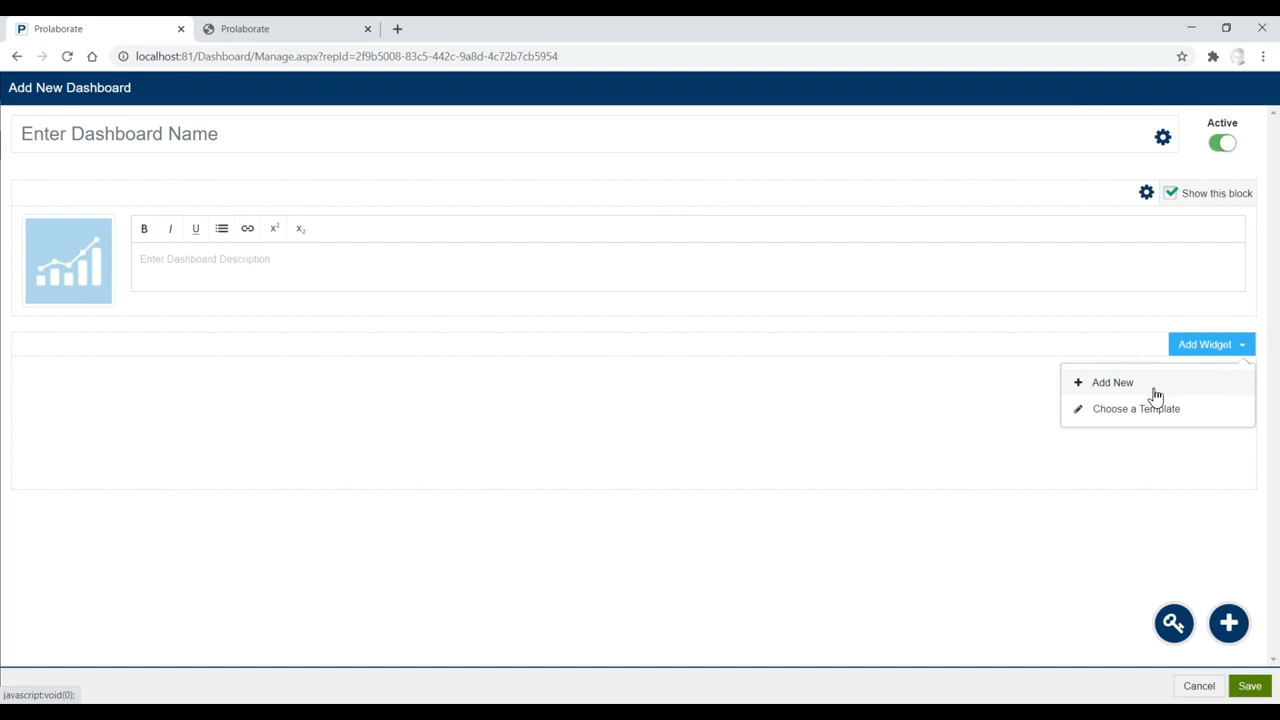 Prolaborate
Prolaborate
localhost:81/Dashboard/Manage.aspx?repId=2f9b5008-83c5-442c-9a8d-4c72b7cb5954
Add New Dashboard
Enter Dashboard Name
Active
Show this block
B I U x² x₂
Enter Dashboard Description
Add Widget
Add New
Choose a Template
javascript:void(0);
Cancel Save